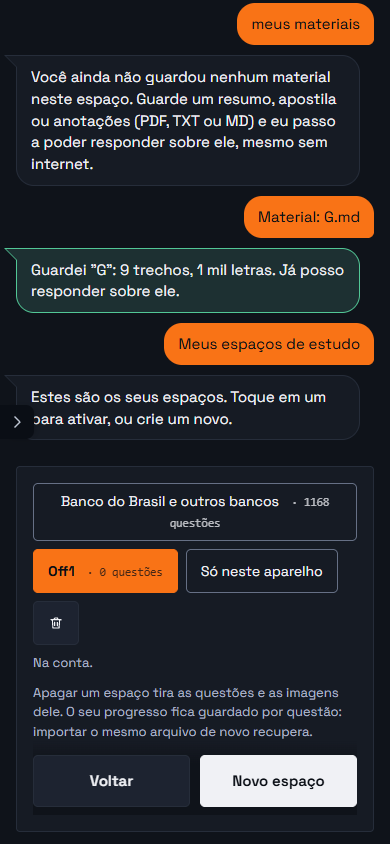 meus materiais
Você ainda não guardou nenhum material
neste espaço. Guarde um resumo, apostila
ou anotações (PDF, TXT ou MD) e eu passo
a poder responder sobre ele, mesmo sem
internet.
Material: G.md
Guardei "G": 9 trechos, 1 mil letras. Já posso
responder sobre ele.
Meus espaços de estudo
Estes são os seus espaços. Toque em um
para ativar, ou crie um novo.
Banco do Brasil e outros bancos · 1168
questões
Off1 · 0 questões Só neste aparelho
Na conta.
Apagar um espaço tira as questões e as imagens
dele. O seu progresso fica guardado por questão:
importar o mesmo arquivo de novo recupera.
Voltar Novo espaço